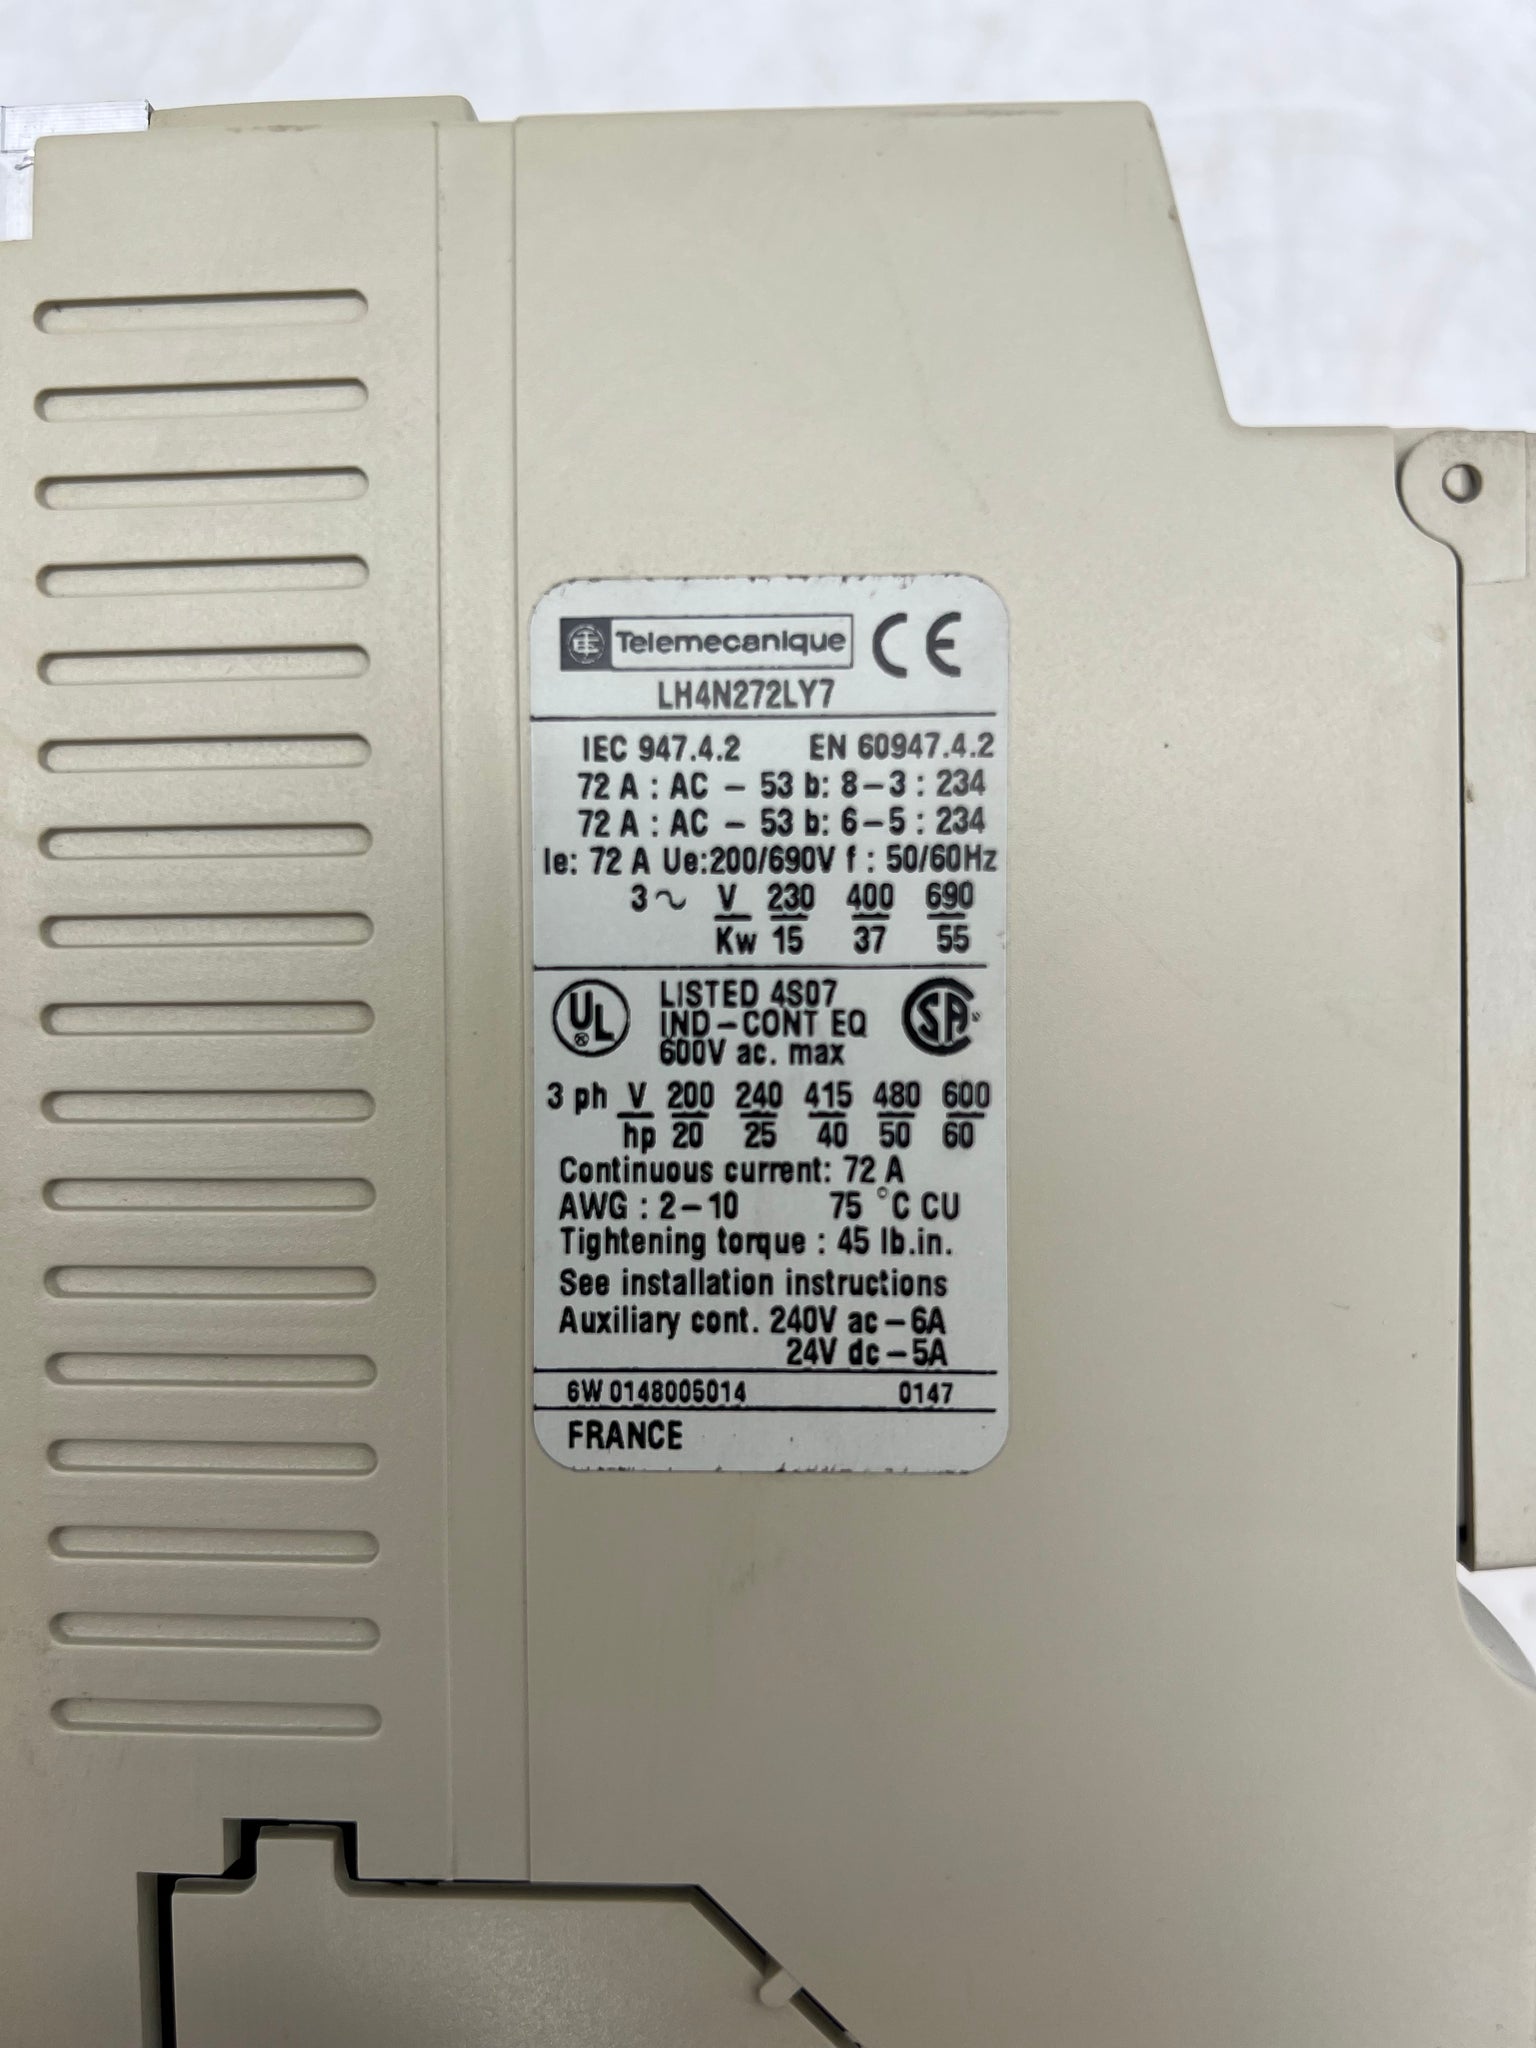 Telemecanique CE
LH4N272LY7
IEC 947.4.2 EN 60947.4.2
72 A : AC - 53 b: 8-3 : 234
72 A : AC - 53 b: 6-5 : 234
Ie: 72 A Ue:200/690V f : 50/60Hz
3~ V 230 400 690
Kw 15 37 55
UL LISTED 4S07 SA
IND-CONT EQ
600V ac. max
3 ph V 200 240 415 480 600
hp 20 25 40 50 60
Continuous current: 72 A
AWG : 2-10 75 °C CU
Tightening torque : 45 lb.in.
See installation instructions
Auxiliary cont. 240V ac-6A
24V dc-5A
6W 0148005014 0147
FRANCE